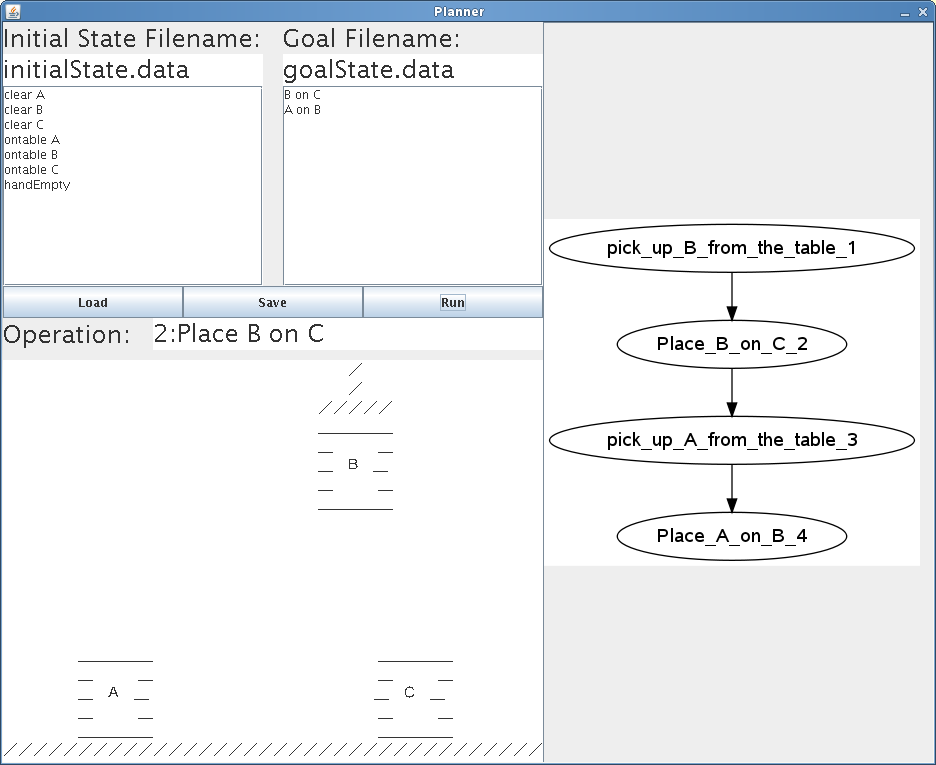 Planner
Initial State Filename:
initialState.data
clear A
clear B
clear C
ontable A
ontable B
ontable C
handEmpty
Goal Filename:
goalState.data
B on C
A on B
Load Save Run
Operation: 2:Place B on C
B
A C
pick_up_B_from_the_table_1
Place_B_on_C_2
pick_up_A_from_the_table_3
Place_A_on_B_4